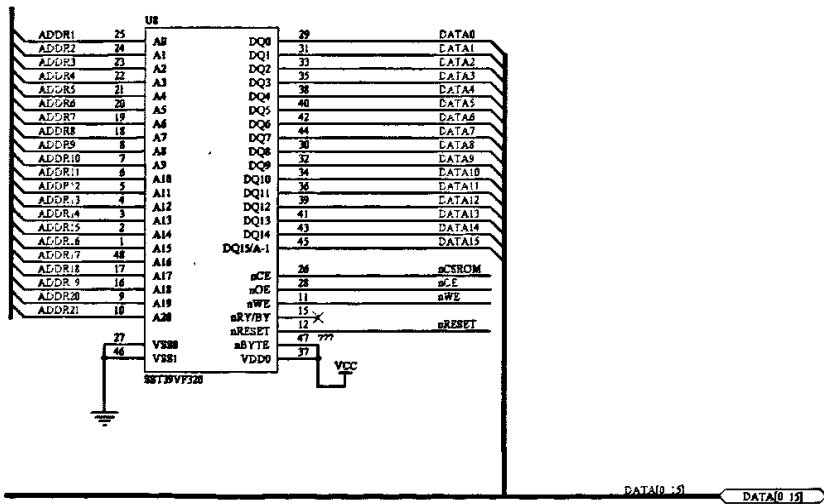 U8
ADDR1 25 A0 DQ0 29 DATA0
ADDR2 24 A1 DQ1 31 DATA1
ADDR3 23 A2 DQ2 33 DATA2
ADDR4 22 A3 DQ3 35 DATA3
ADDR5 21 A4 DQ4 38 DATA4
ADDR6 20 A5 DQ5 40 DATA5
ADDR7 19 A6 DQ6 42 DATA6
ADDR8 18 A7 DQ7 44 DATA7
ADDR9 8 A8 DQ8 30 DATA8
ADDR10 7 A9 DQ9 32 DATA9
ADDR11 6 A10 DQ10 34 DATA10
ADDR12 5 A11 DQ11 36 DATA11
ADDR13 4 A12 DQ12 39 DATA12
ADDR14 3 A13 DQ13 41 DATA13
ADDR15 2 A14 DQ14 43 DATA14
ADDR16 1 A15 DQ15/A-1 45 DATA15
ADDR17 48 A16
ADDR18 17 A17 nCE 26 nCSROM
ADDR19 16 A18 nOE 28 nOE
ADDR20 9 A19 nWE 11 nWE
ADDR21 10 A20 nRY/BY 15
nRESET 12 nRESET
27 VSS0 nBYTE 47 ???
46 VSS1 VDD0 37
VCC
SST39VF320
DATA[0 15] DATA[0 15]